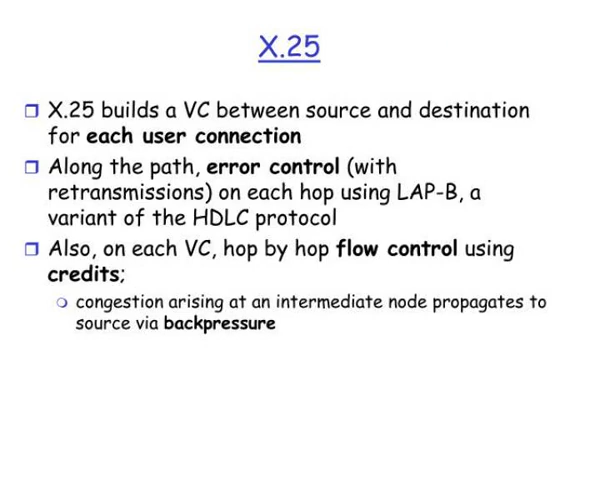 X.25
X.25 builds a VC between source and destination
for each user connection
Along the path, error control (with
retransmissions) on each hop using LAP-B, a
variant of the HDLC protocol
Also, on each VC, hop by hop flow control using
credits;
congestion arising at an intermediate node propagates to
source via backpressure